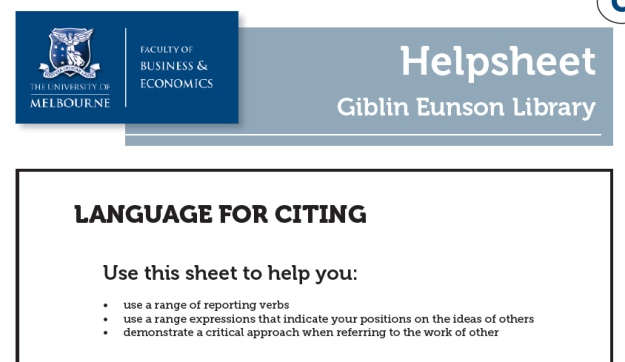 THE UNIVERSITY OF
MELBOURNE
FACULTY OF
BUSINESS &
ECONOMICS
Helpsheet
Giblin Eunson Library
LANGUAGE FOR CITING
Use this sheet to help you:
• use a range of reporting verbs
• use a range expressions that indicate your positions on the ideas of others
• demonstrate a critical approach when referring to the work of other